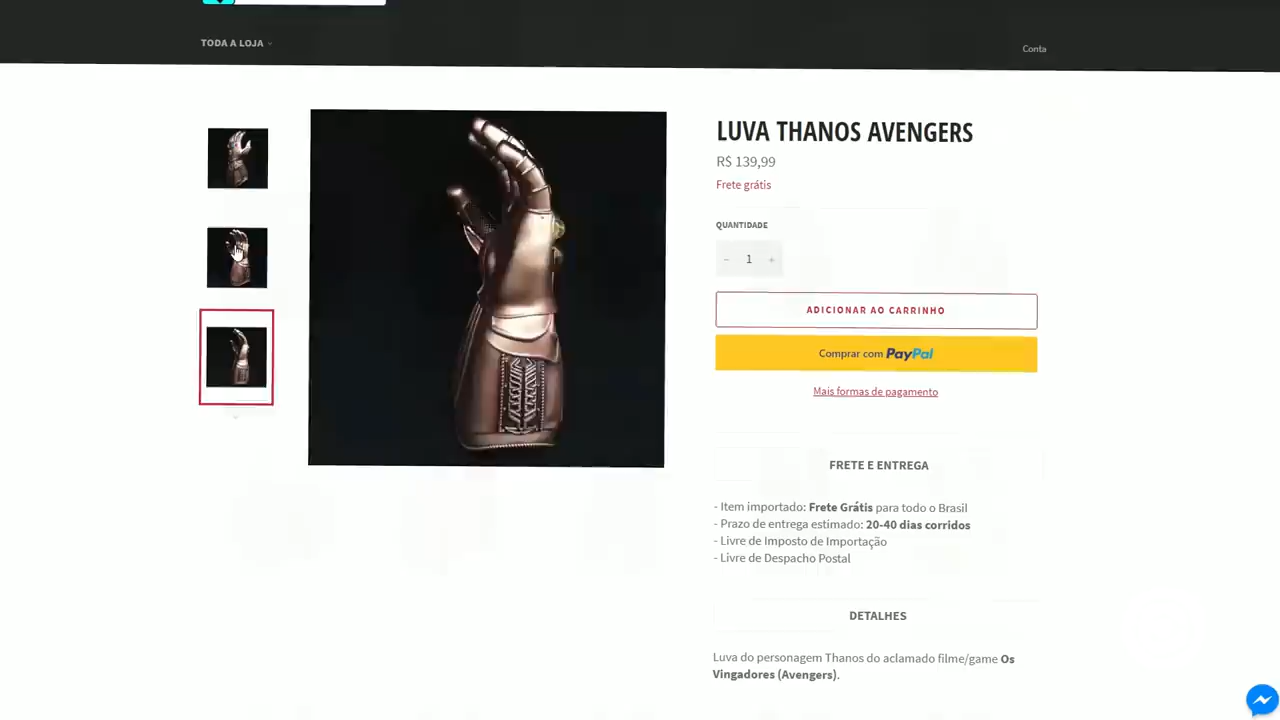 TODA A LOJA
Conta
LUVA THANOS AVENGERS
R$ 139,99
Frete grátis
QUANTIDADE
− 1 +
ADICIONAR AO CARRINHO
Comprar com PayPal
Mais formas de pagamento
FRETE E ENTREGA
- Item importado: Frete Grátis para todo o Brasil
- Prazo de entrega estimado: 20-40 dias corridos
- Livre de Imposto de Importação
- Livre de Despacho Postal
DETALHES
Luva do personagem Thanos do aclamado filme/game Os
Vingadores (Avengers).